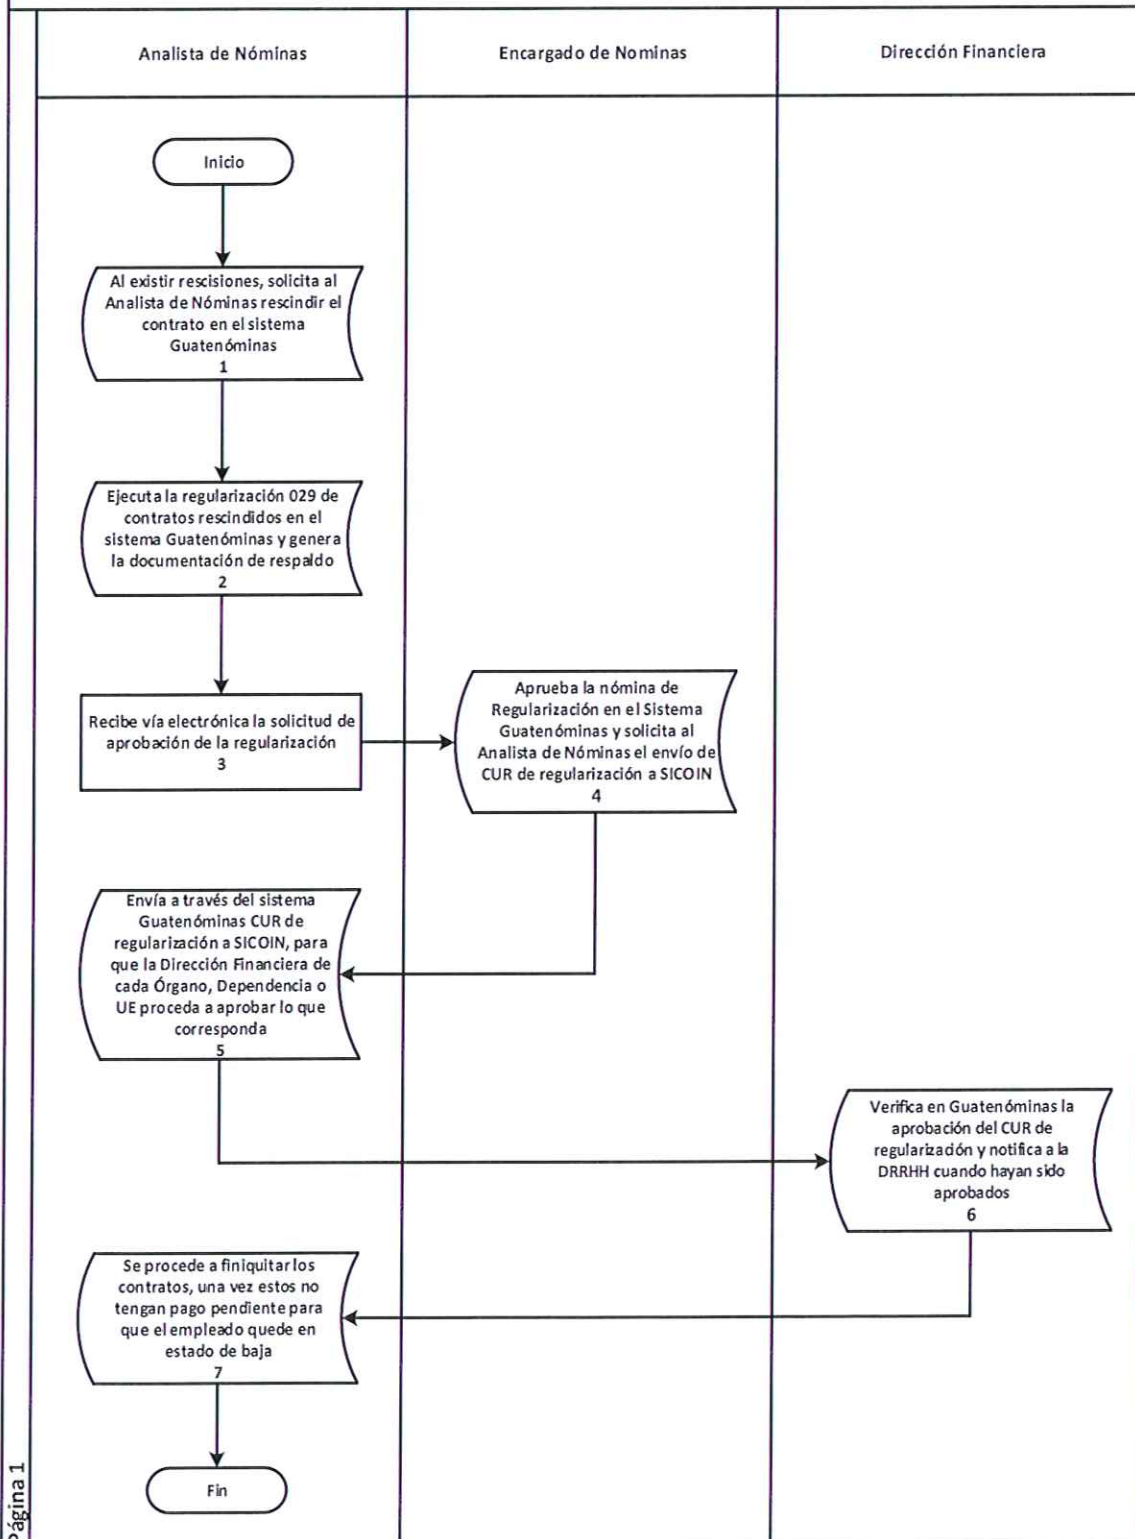 Analista de Nóminas
Encargado de Nominas
Dirección Financiera
Inicio
Al existir rescisiones, solicita al
Analista de Nóminas rescindir el
contrato en el sistema
Guatenóminas
1
Ejecuta la regularización 029 de
contratos rescindidos en el
sistema Guatenóminas y genera
la documentación de respaldo
2
Recibe vía electrónica la solicitud de
aprobación de la regularización
3
Aprueba la nómina de
Regularización en el Sistema
Guatenóminas y solicita al
Analista de Nóminas el envío de
CUR de regularización a SICOIN
4
Envía a través del sistema
Guatenóminas CUR de
regularización a SICOIN, para
que la Dirección Financiera de
cada Órgano, Dependencia o
UE proceda a aprobar lo que
corresponda
5
Verifica en Guatenóminas la
aprobación del CUR de
regularización y notifica a la
DRRHH cuando hayan sido
aprobados
6
Se procede a finiquitar los
contratos, una vez estos no
tengan pago pendiente para
que el empleado quede en
estado de baja
7
Fin
Página 1